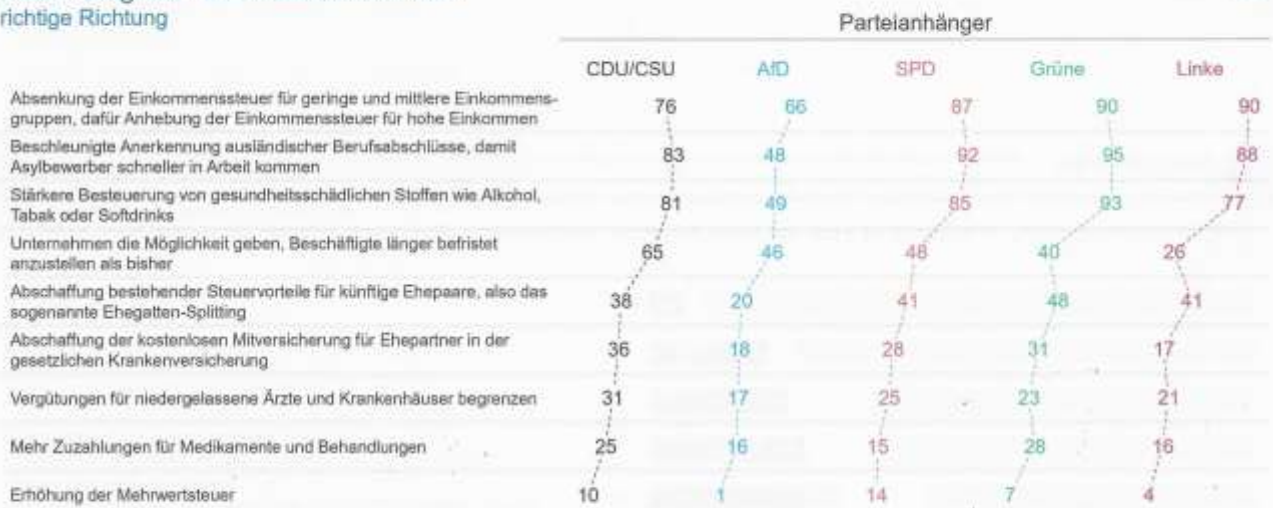 richtige Richtung
Parteianhänger
CDU/CSU AfD SPD Grüne Linke
Absenkung der Einkommenssteuer für geringe und mittlere Einkommens-
gruppen, dafür Anhebung der Einkommenssteuer für hohe Einkommen
76 66 87 90 90
Beschleunigte Anerkennung ausländischer Berufsabschlüsse, damit
Asylbewerber schneller in Arbeit kommen
83 48 92 95 88
Stärkere Besteuerung von gesundheitsschädlichen Stoffen wie Alkohol,
Tabak oder Softdrinks
81 49 85 93 77
Unternehmen die Möglichkeit geben, Beschäftigte länger befristet
anzustellen als bisher
65 46 48 40 26
Abschaffung bestehender Steuervorteile für künftige Ehepaare, also das
sogenannte Ehegatten-Splitting
38 20 41 48 41
Abschaffung der kostenlosen Mitversicherung für Ehepartner in der
gesetzlichen Krankenversicherung
36 18 28 31 17
Vergütungen für niedergelassene Ärzte und Krankenhäuser begrenzen
31 17 25 23 21
Mehr Zuzahlungen für Medikamente und Behandlungen
25 16 15 28 16
Erhöhung der Mehrwertsteuer
10 1 14 7 4